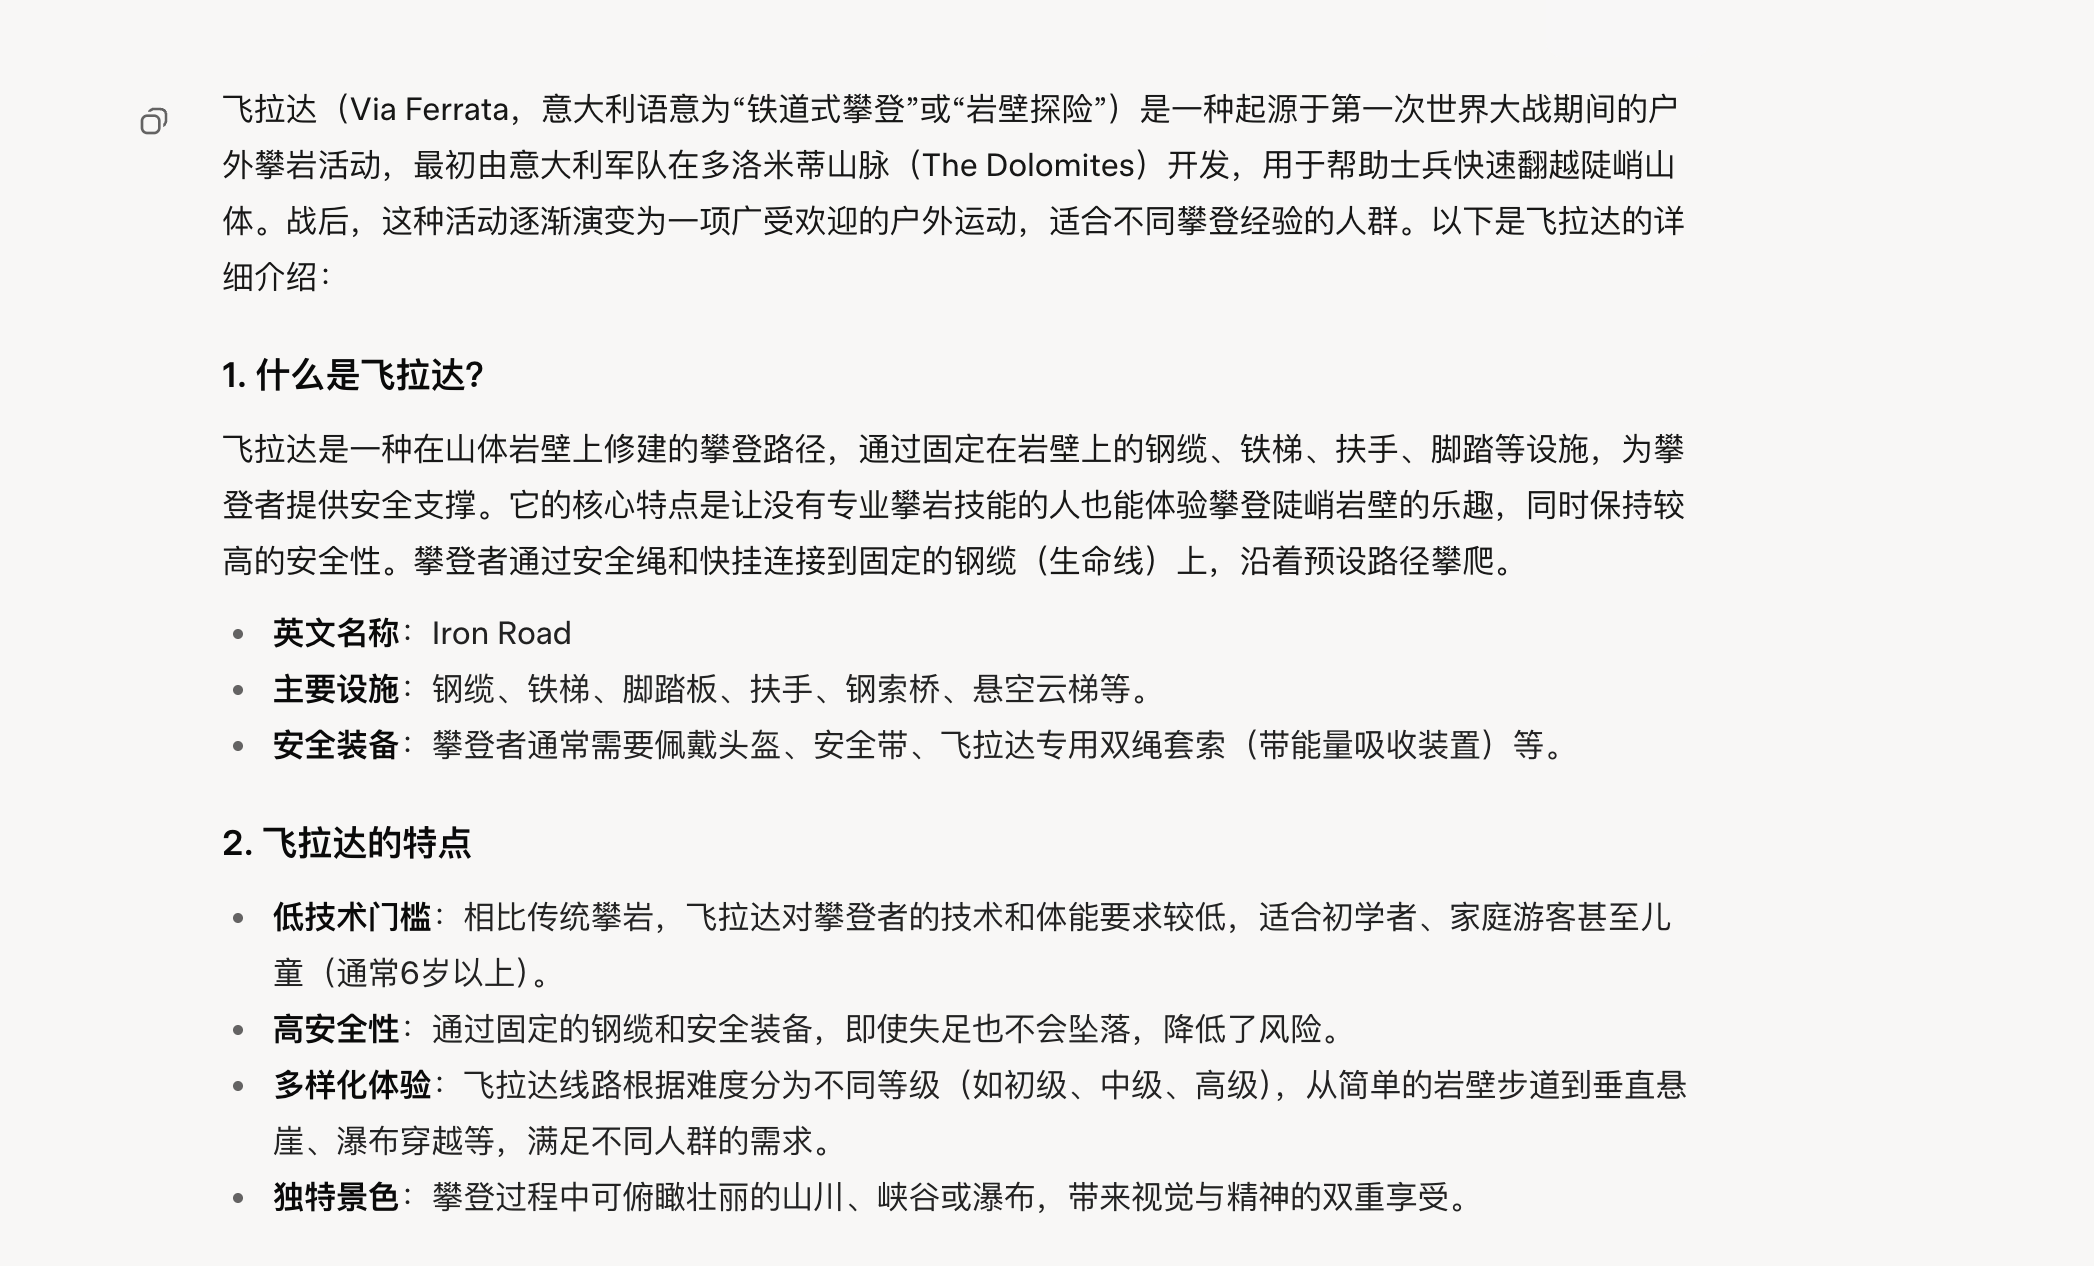 飞拉达（Via Ferrata，意大利语意为“铁道式攀登”或“岩壁探险”）是一种起源于第一次世界大战期间的户
外攀岩活动，最初由意大利军队在多洛米蒂山脉（The Dolomites）开发，用于帮助士兵快速翻越陡峭山
体。战后，这种活动逐渐演变为一项广受欢迎的户外运动，适合不同攀登经验的人群。以下是飞拉达的详
细介绍：
1. 什么是飞拉达?
飞拉达是一种在山体岩壁上修建的攀登路径，通过固定在岩壁上的钢缆、铁梯、扶手、脚踏等设施，为攀
登者提供安全支撑。它的核心特点是让没有专业攀岩技能的人也能体验攀登陡峭岩壁的乐趣，同时保持较
高的安全性。攀登者通过安全绳和快挂连接到固定的钢缆（生命线）上，沿着预设路径攀爬。
• 英文名称：Iron Road
• 主要设施：钢缆、铁梯、脚踏板、扶手、钢索桥、悬空云梯等。
• 安全装备：攀登者通常需要佩戴头盔、安全带、飞拉达专用双绳套索（带能量吸收装置）等。
2. 飞拉达的特点
• 低技术门槛：相比传统攀岩，飞拉达对攀登者的技术和体能要求较低，适合初学者、家庭游客甚至儿
童（通常6岁以上）。
• 高安全性：通过固定的钢缆和安全装备，即使失足也不会坠落，降低了风险。
• 多样化体验：飞拉达线路根据难度分为不同等级（如初级、中级、高级），从简单的岩壁步道到垂直悬
崖、瀑布穿越等，满足不同人群的需求。
• 独特景色：攀登过程中可俯瞰壮丽的山川、峡谷或瀑布，带来视觉与精神的双重享受。